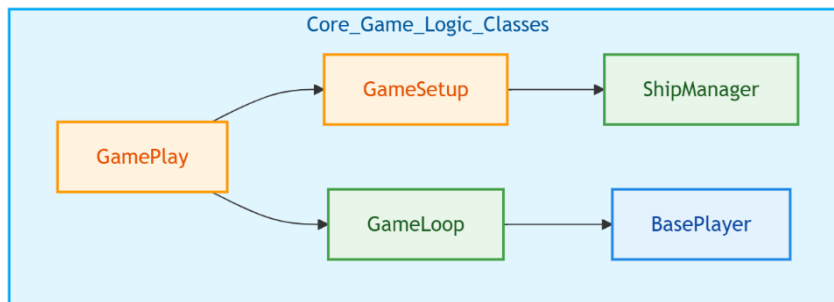 Core_Game_Logic_Classes
GameSetup
ShipManager
GamePlay
GameLoop
BasePlayer